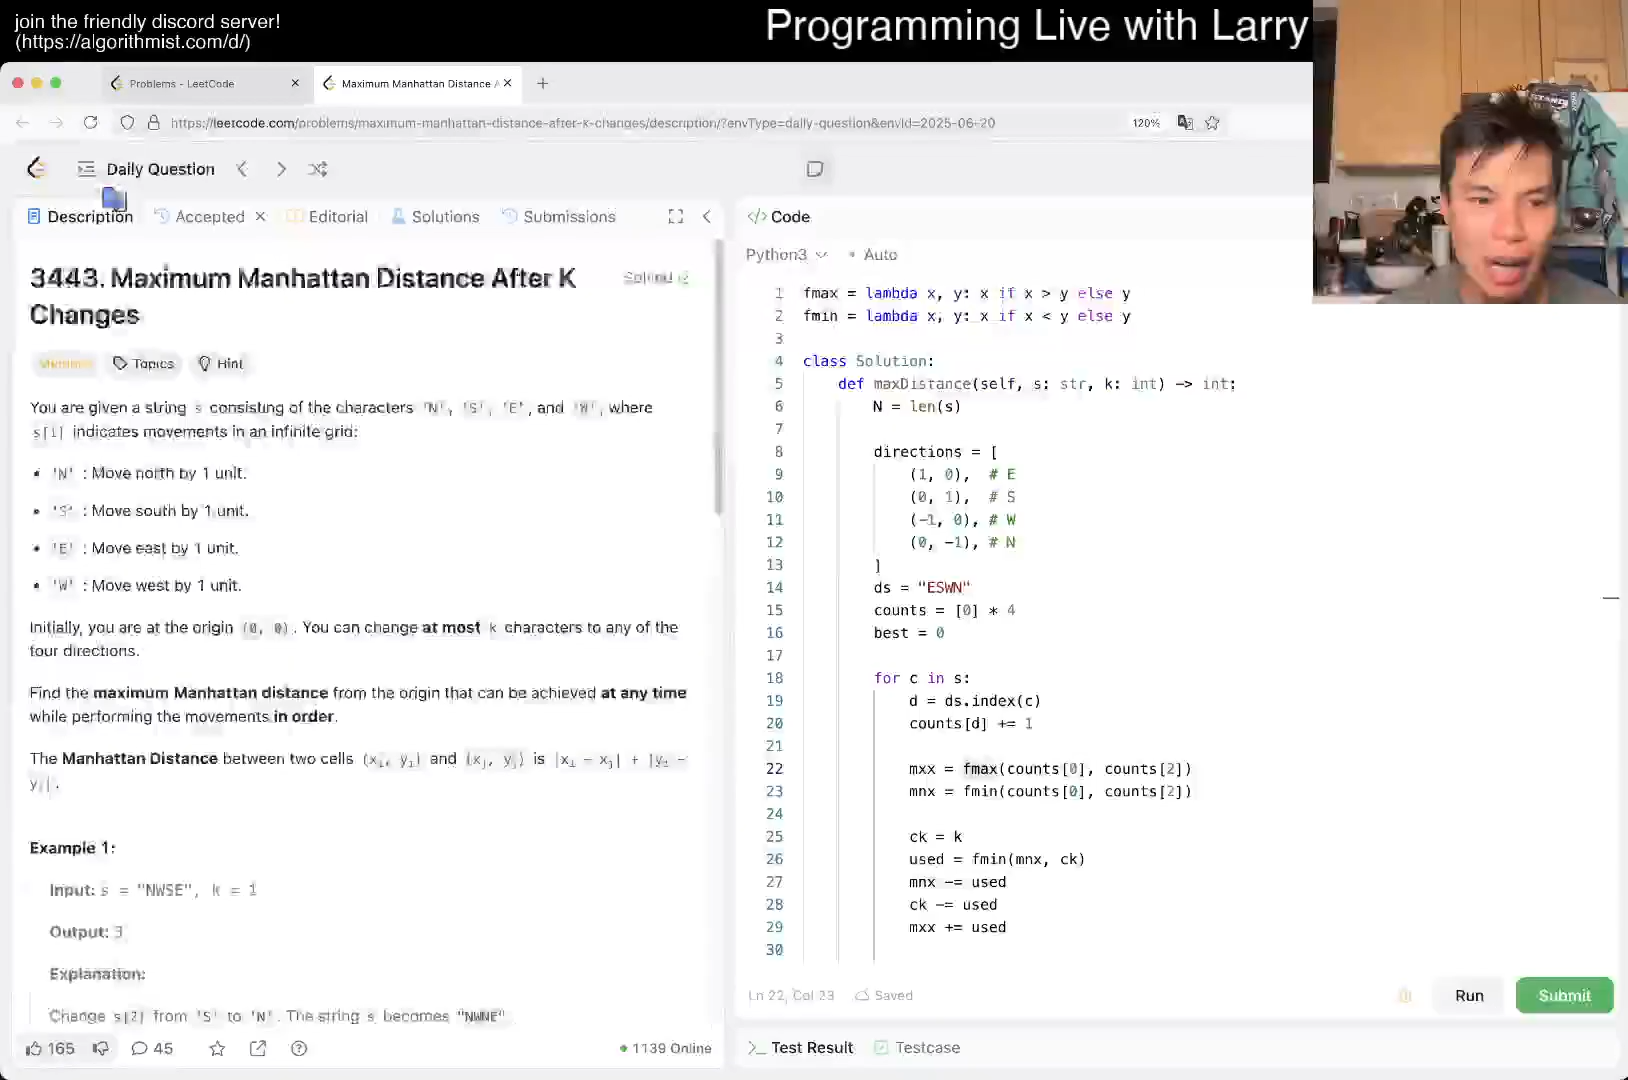 join the friendly discord server!
(https://algorithmist.com/d/)
Programming Live with Larry
Problems - LeetCode
Maximum Manhattan Distance A
https://leetcode.com/problems/maximum-manhattan-distance-after-k-changes/description/?envType=daily-question&envId=2025-06-20
120%
Daily Question
Description
Accepted
Editorial
Solutions
Submissions
3443. Maximum Manhattan Distance After K
Changes
Solved
Medium
Topics
Hint
You are given a string s consisting of the characters 'N', 'S', 'E', and 'W', where
s[i] indicates movements in an infinite grid:
• 'N' : Move north by 1 unit.
• 'S' : Move south by 1 unit.
• 'E' : Move east by 1 unit.
• 'W' : Move west by 1 unit.
Initially, you are at the origin (0, 0). You can change at most k characters to any of the
four directions.
Find the maximum Manhattan distance from the origin that can be achieved at any time
while performing the movements in order.
The Manhattan Distance between two cells (xi, yi) and (xj, yj) is |xi - xj| + |yi -
yj|.
Example 1:
Input: s = "NWSE", k = 1
Output: 3
Explanation:
Change s[2] from 'S' to 'N'. The string s becomes "NWNE".
165
45
1139 Online
</> Code
Python3
Auto
1 fmax = lambda x, y: x if x > y else y
2 fmin = lambda x, y: x if x < y else y
3
4 class Solution:
5 def maxDistance(self, s: str, k: int) -> int:
6 N = len(s)
7
8 directions = [
9 (1, 0), # E
10 (0, 1), # S
11 (-1, 0), # W
12 (0, -1), # N
13 ]
14 ds = "ESWN"
15 counts = [0] * 4
16 best = 0
17
18 for c in s:
19 d = ds.index(c)
20 counts[d] += 1
21
22 mxx = fmax(counts[0], counts[2])
23 mnx = fmin(counts[0], counts[2])
24
25 ck = k
26 used = fmin(mnx, ck)
27 mnx -= used
28 ck -= used
29 mxx += used
30
Ln 22, Col 23
Saved
Run
Submit
Test Result
Testcase